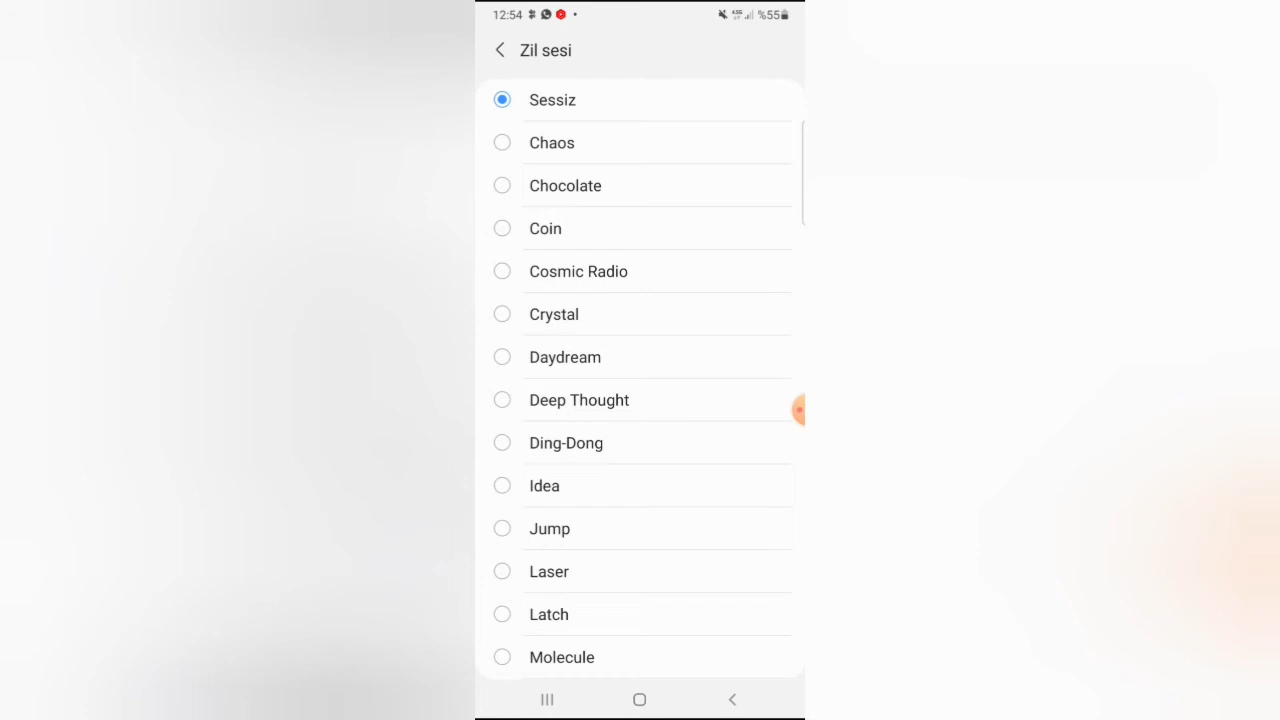 12:54 %55
Zil sesi
Sessiz
Chaos
Chocolate
Coin
Cosmic Radio
Crystal
Daydream
Deep Thought
Ding-Dong
Idea
Jump
Laser
Latch
Molecule